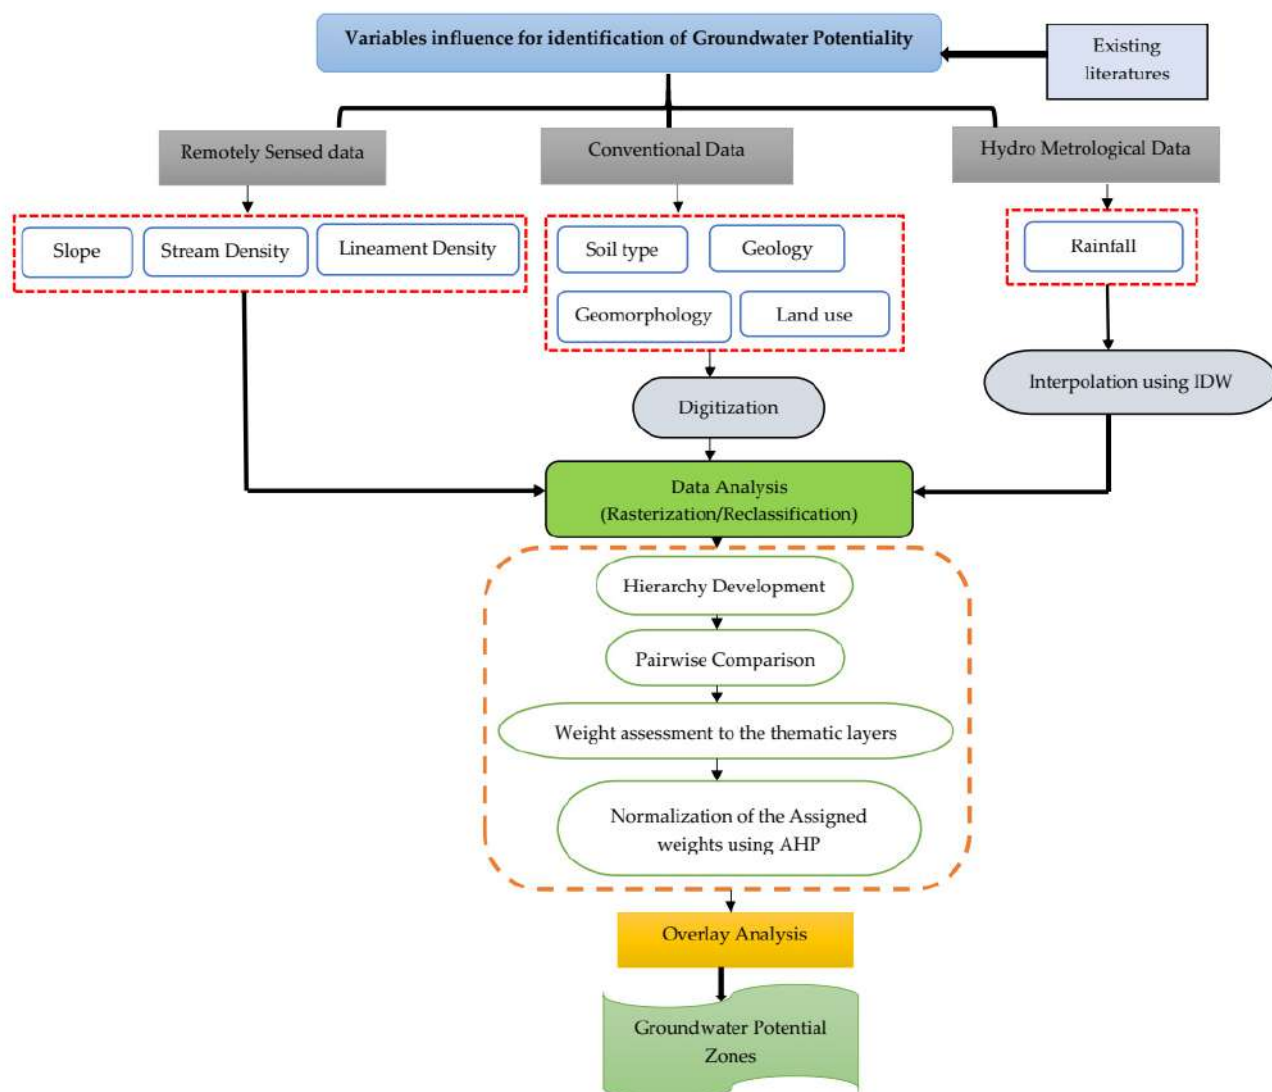 Variables influence for identification of Groundwater Potentiality
Existing
literatures
Remotely Sensed data
Conventional Data
Hydro Metrological Data
Slope
Stream Density
Lineament Density
Soil type
Geology
Geomorphology
Land use
Rainfall
Digitization
Interpolation using IDW
Data Analysis
(Rasterization/Reclassification)
Hierarchy Development
Pairwise Comparison
Weight assessment to the thematic layers
Normalization of the Assigned
weights using AHP
Overlay Analysis
Groundwater Potential
Zones